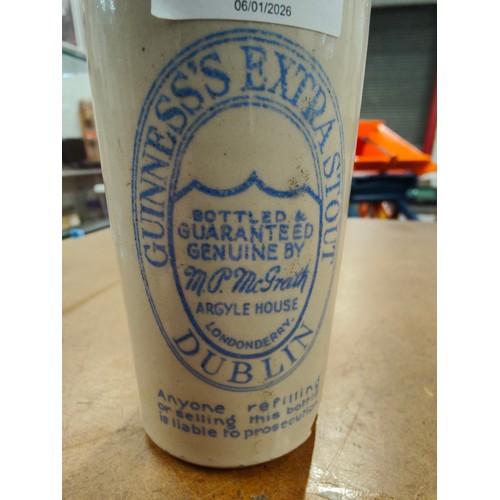 06/01/2026
GUINNESS'S EXTRA STOUT
BOTTLED &
GUARANTEED
GENUINE BY
M.P. McGrath
ARGYLE HOUSE
LONDONDERRY.
DUBLIN
Anyone refilling
or selling this bottle
is liable to prosecution